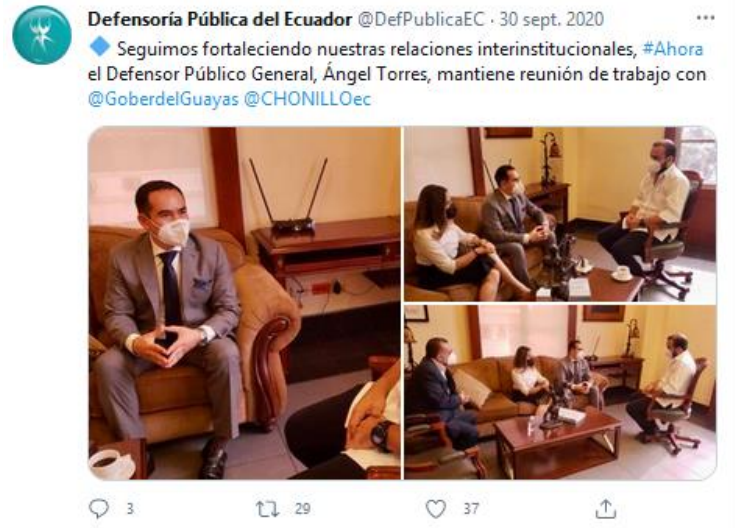 Defensoría Pública del Ecuador @DefPublicaEC · 30 sept. 2020
Seguimos fortaleciendo nuestras relaciones interinstitucionales, #Ahora
el Defensor Público General, Ángel Torres, mantiene reunión de trabajo con
@GoberdelGuayas @CHONILLOec
3 29 37